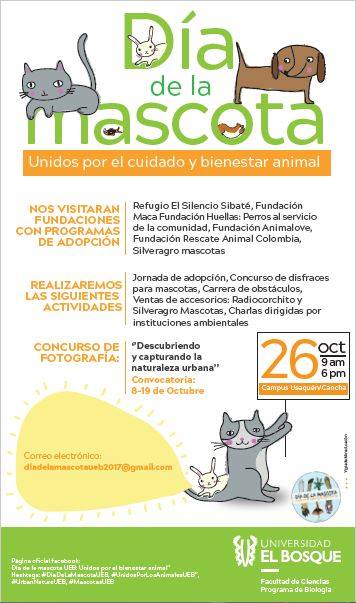 Día
de la
mascota
Unidos por el cuidado y bienestar animal
NOS VISITARAN
FUNDACIONES
CON PROGRAMAS
DE ADOPCIÓN
Refugio El Silencio Sibaté, Fundación
Maca Fundación Huellas: Perros al servicio
de la comunidad, Fundación Animalove,
Fundación Rescate Animal Colombia,
Silveragro mascotas
REALIZAREMOS
LAS SIGUIENTES
ACTIVIDADES
Jornada de adopción, Concurso de disfraces
para mascotas, Carrera de obstáculos,
Ventas de accesorios: Radiocorchito y
Silveragro Mascotas, Charlas dirigidas por
instituciones ambientales
CONCURSO DE
FOTOGRAFÍA:
“Descubriendo
y capturando la
naturaleza urbana”
Convocatoria:
8-19 de Octubre
26 oct
9 am
6 pm
Campus Usaquén/Cancha
Correo electrónico:
diadelamascotaueb2017@gmail.com
DÍA DE LA MASCOTA
Página oficial facebook:
Día de la mascota UEB: Unidos por el bienestar animal"
Hashtags: #DíaDeLaMascotaUEB, #UnidosPorLosAnimalesUEB",
#UrbanNatureUEB, #MascotasUEB
UNIVERSIDAD
EL BOSQUE
Facultad de Ciencias
Programa de Biología